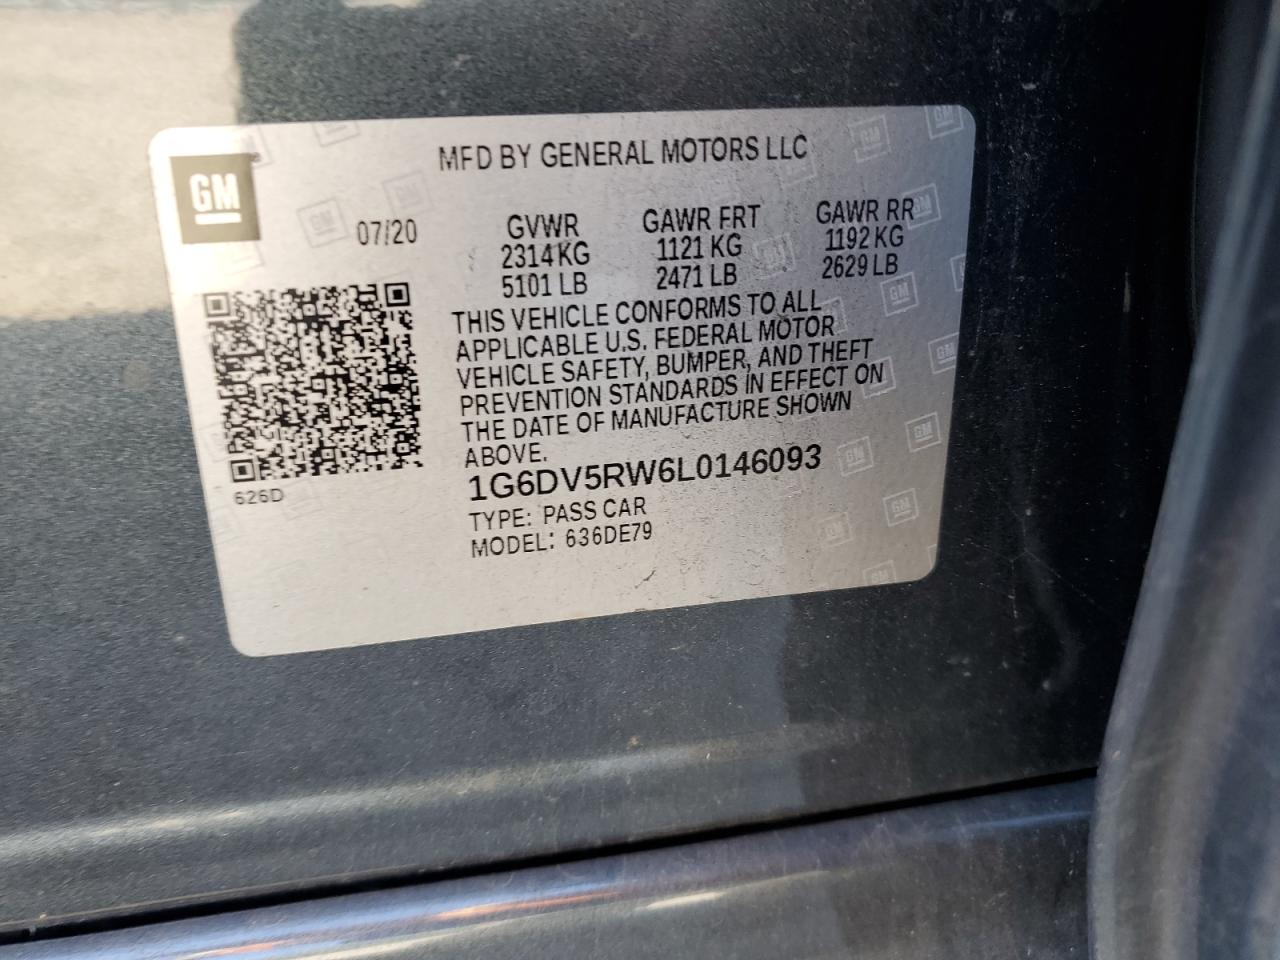 MFD BY GENERAL MOTORS LLC
GM
07/20
GVWR GAWR FRT GAWR RR
2314KG 1121 KG 1192KG
5101 LB 2471 LB 2629 LB
THIS VEHICLE CONFORMS TO ALL
APPLICABLE U.S. FEDERAL MOTOR
VEHICLE SAFETY, BUMPER, AND THEFT
PREVENTION STANDARDS IN EFFECT ON
THE DATE OF MANUFACTURE SHOWN
ABOVE.
1G6DV5RW6L0146093
626D
TYPE: PASS CAR
MODEL: 636DE79